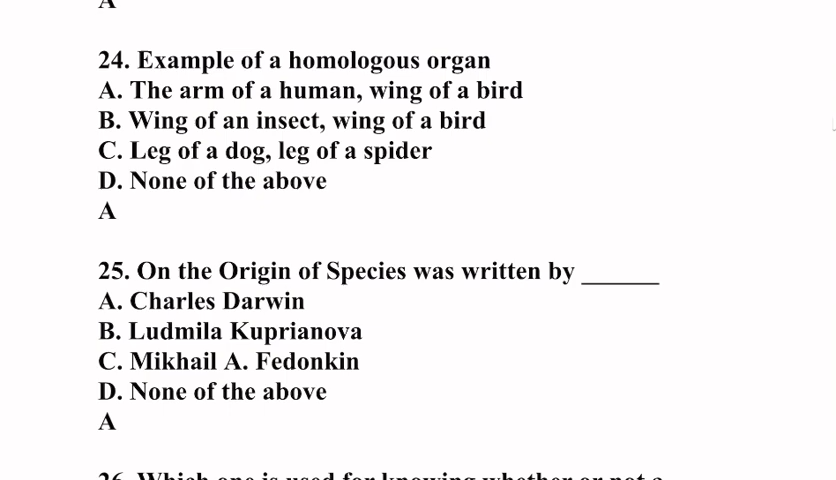 A
24. Example of a homologous organ
A. The arm of a human, wing of a bird
B. Wing of an insect, wing of a bird
C. Leg of a dog, leg of a spider
D. None of the above
A
25. On the Origin of Species was written by ______
A. Charles Darwin
B. Ludmila Kuprianova
C. Mikhail A. Fedonkin
D. None of the above
A
26. Which one is used for knowing whether or not a